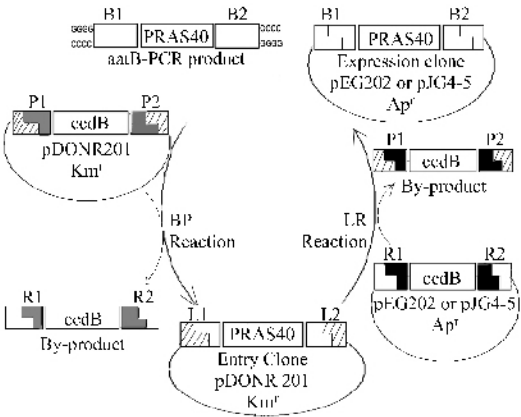 B1 B2
GGGG PRAS40 CCCC
CCCC GGGG
attB-PCR product
B1 B2
PRAS40
Expression clone
pEG202 or pJG4-5
Apr
P1 P2
ccdB
pDONR201
Kmr
BP
Reaction
R1 R2
ccdB
By-product
L1 L2
PRAS40
Entry Clone
pDONR 201
Kmr
LR
Reaction
P1 P2
ccdB
By-product
R1 R2
ccdB
pEG202 or pJG4-5
Apr